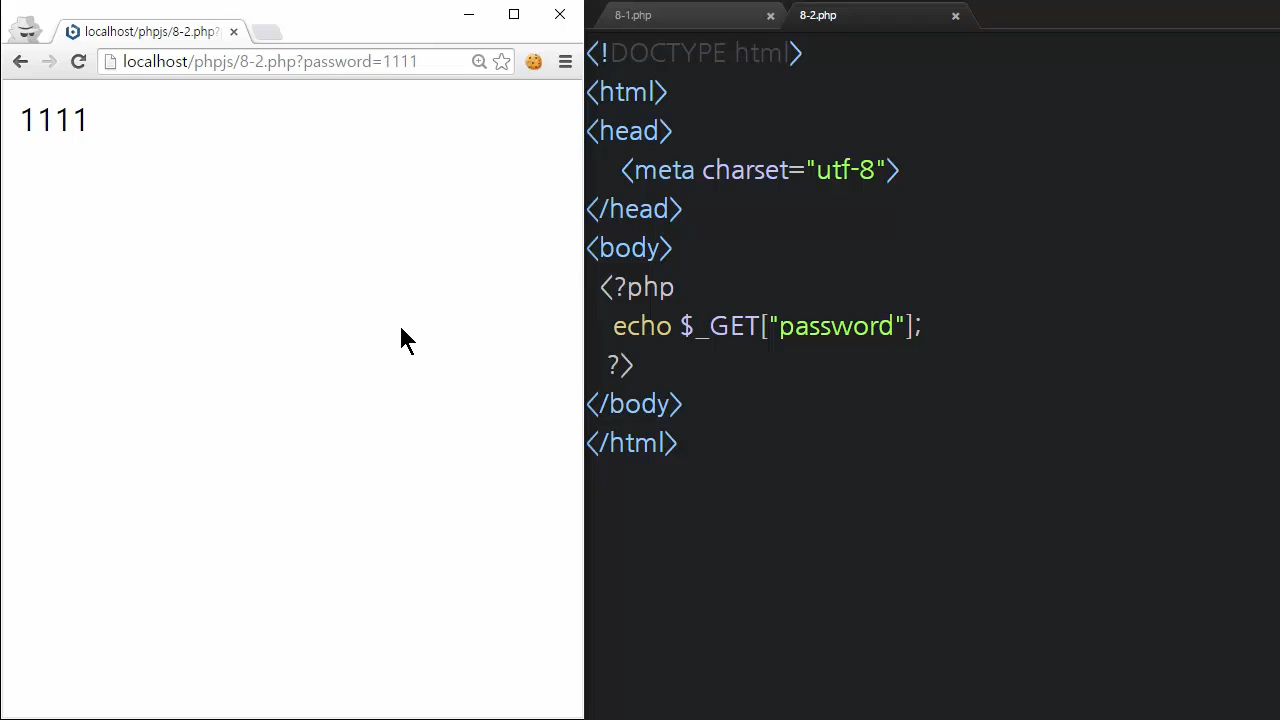 localhost/phpjs/8-2.php?
localhost/phpjs/8-2.php?password=1111
1111
8-1.php
8-2.php
<!DOCTYPE html>
<html>
<head>
<meta charset="utf-8">
</head>
<body>
<?php
echo $_GET["password"];
?>
</body>
</html>